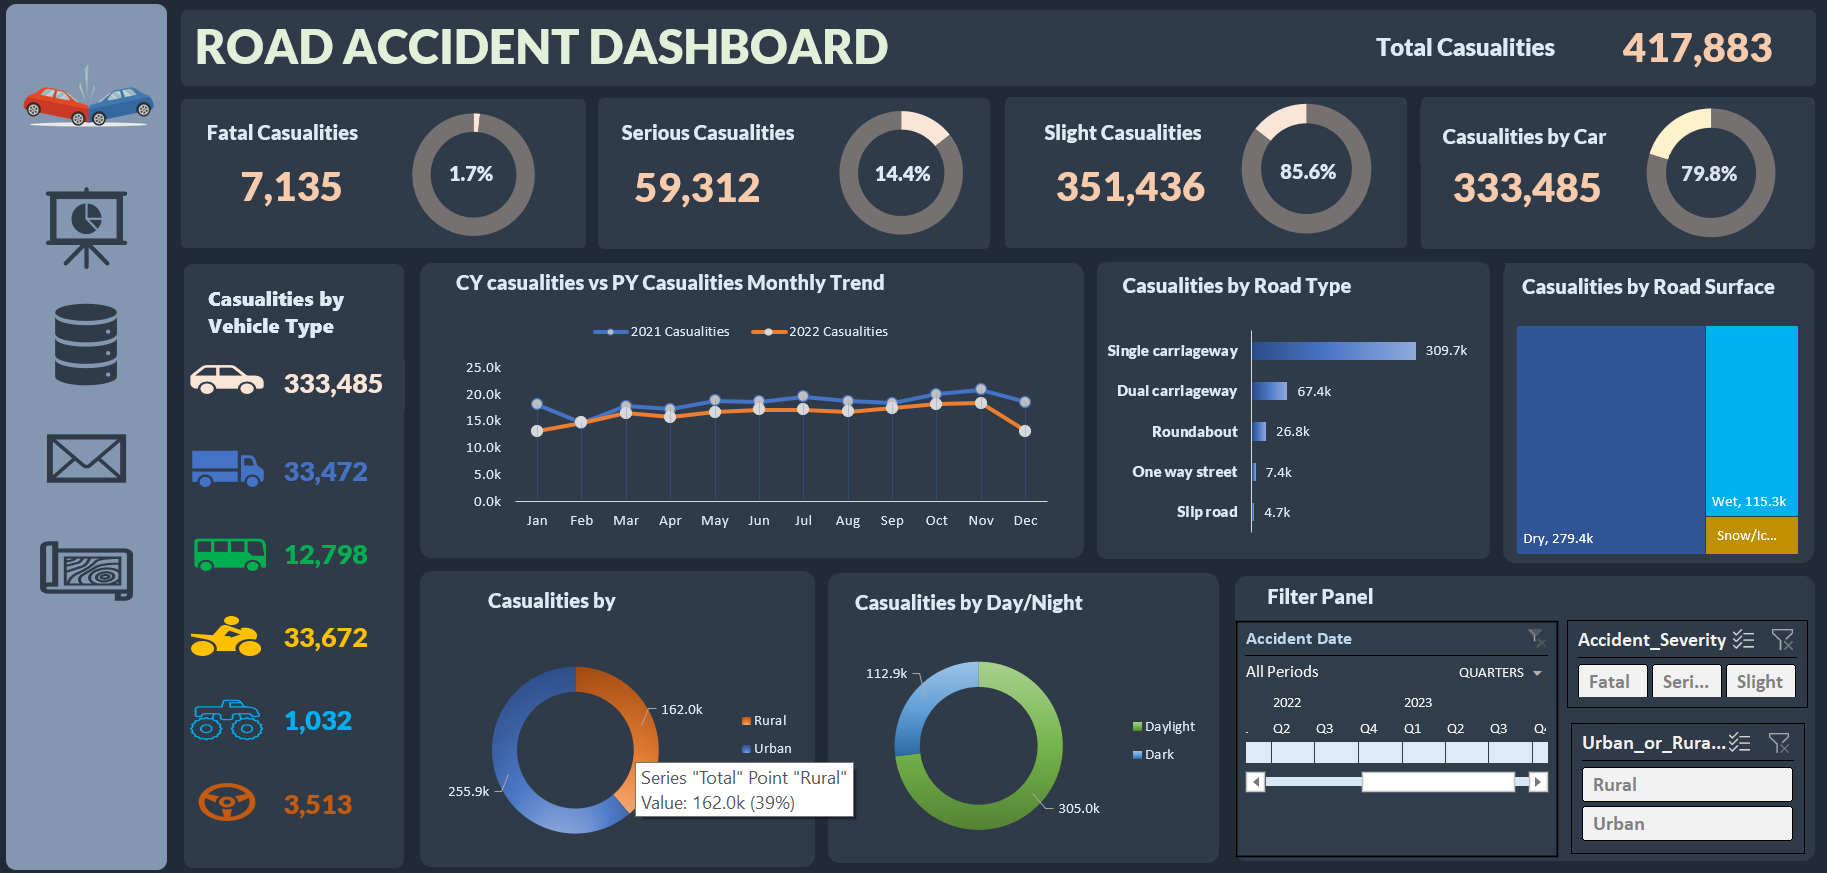 ROAD ACCIDENT DASHBOARD
Total Casualities
417,883
Fatal Casualities
7,135
1.7%
Serious Casualities
59,312
14.4%
Slight Casualities
351,436
85.6%
Casualities by Car
333,485
79.8%
Casualities by
Vehicle Type
333,485
33,472
12,798
33,672
1,032
3,513
CY casualities vs PY Casualities Monthly Trend
2021 Casualities
2022 Casualities
25.0k
20.0k
15.0k
10.0k
5.0k
0.0k
Jan Feb Mar Apr May Jun Jul Aug Sep Oct Nov Dec
Casualities by Road Type
Single carriageway 309.7k
Dual carriageway 67.4k
Roundabout 26.8k
One way street 7.4k
Slip road 4.7k
Casualities by Road Surface
Wet, 115.3k
Dry, 279.4k
Snow/Ic...
Casualities by
162.0k
255.9k
Rural
Urban
Series "Total" Point "Rural"
Value: 162.0k (39%)
Casualities by Day/Night
112.9k
305.0k
Daylight
Dark
Filter Panel
Accident Date
All Periods
QUARTERS
2022 2023
. Q2 Q3 Q4 Q1 Q2 Q3
Accident_Severity
Fatal Seri... Slight
Urban_or_Rura...
Rural
Urban